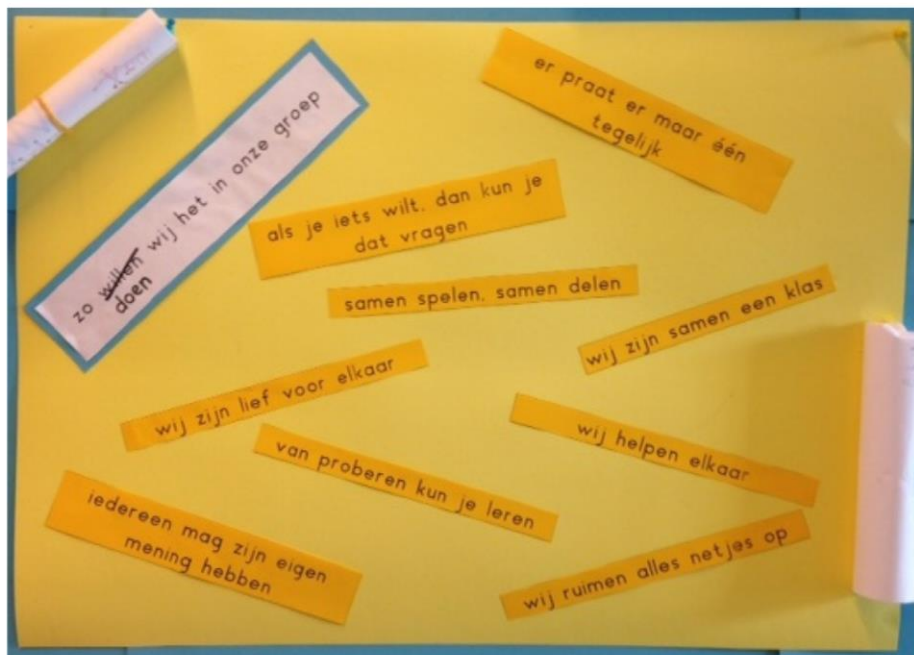 zo willen wij het in onze groep
doen
er praat er maar één
tegelijk
als je iets wilt, dan kun je
dat vragen
samen spelen, samen delen
wij zijn samen een klas
wij zijn lief voor elkaar
wij helpen elkaar
van proberen kun je leren
iedereen mag zijn eigen
mening hebben
wij ruimen alles netjes op